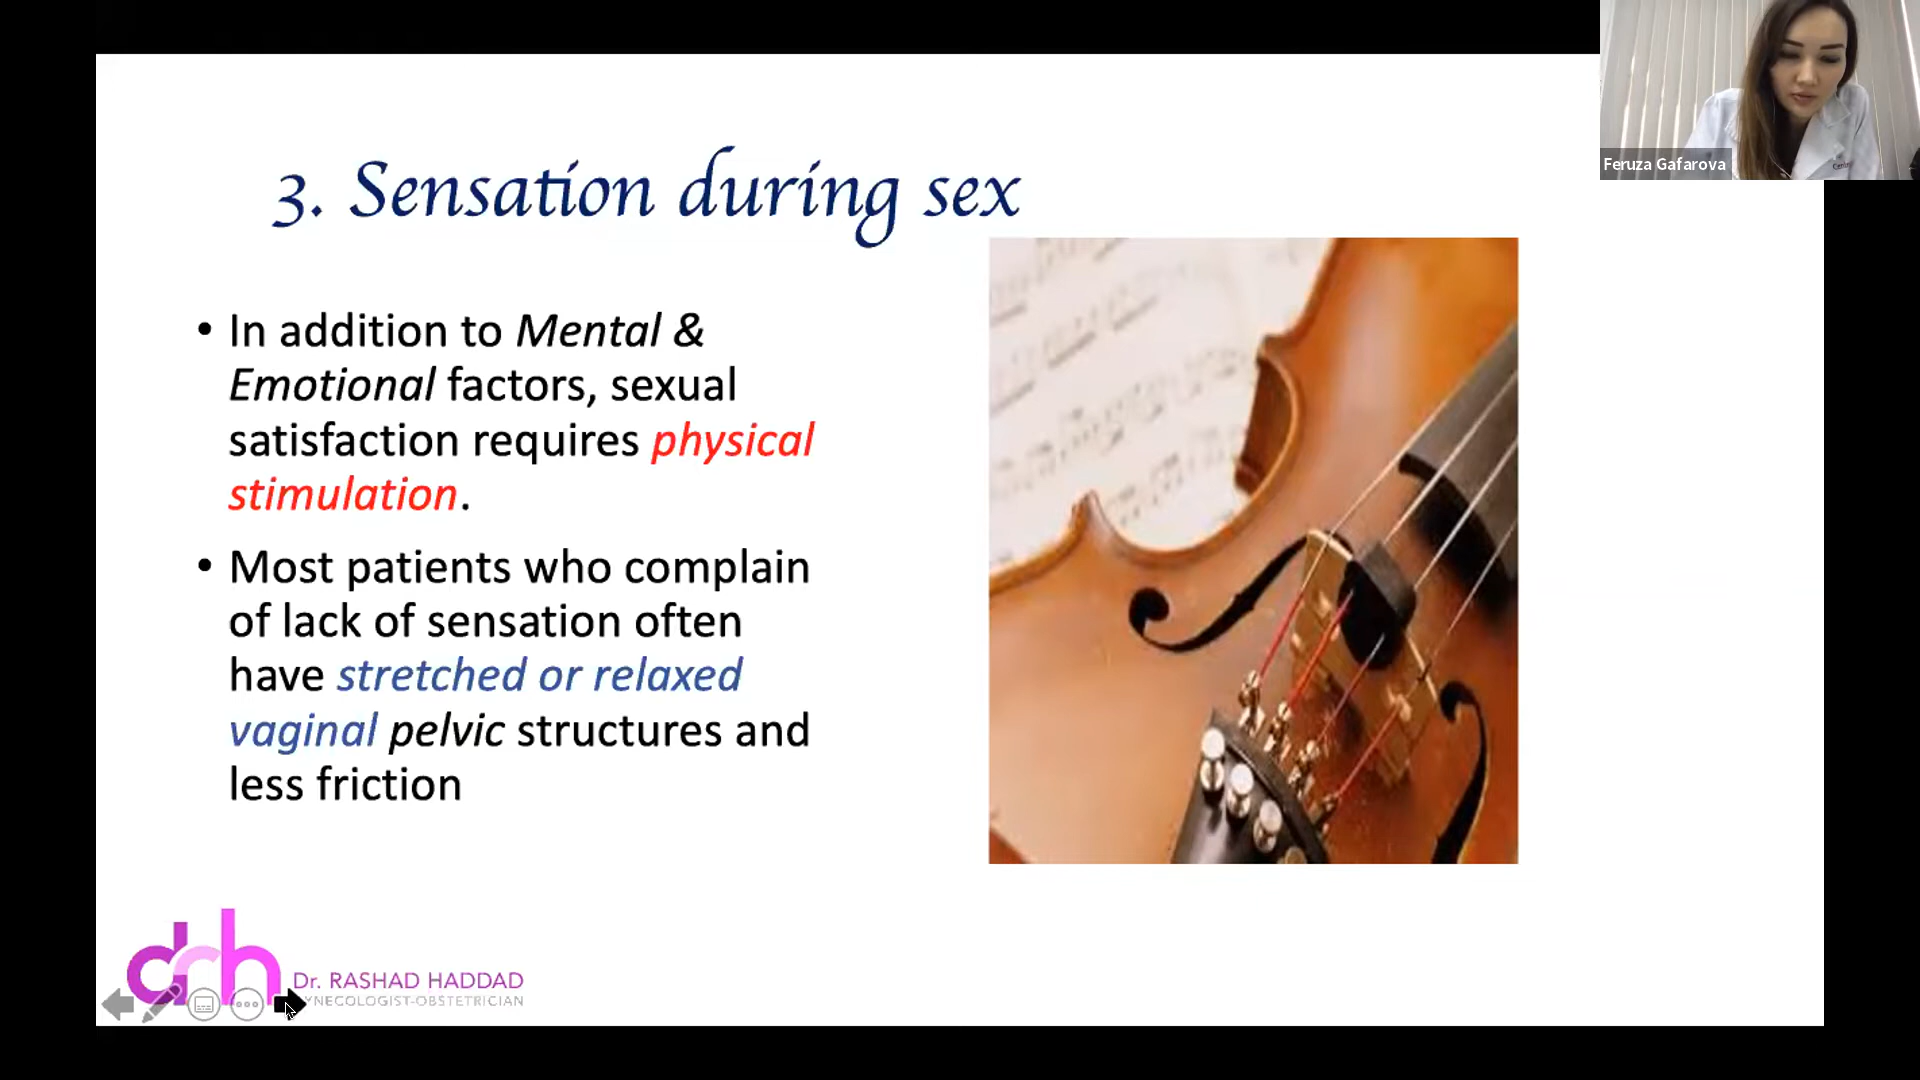 Feruza Gafarova
3. Sensation during sex
• In addition to Mental &
Emotional factors, sexual
satisfaction requires physical
stimulation.
• Most patients who complain
of lack of sensation often
have stretched or relaxed
vaginal pelvic structures and
less friction
drh
Dr. RASHAD HADDAD
YNECOLOGIST-OBSTETRICIAN